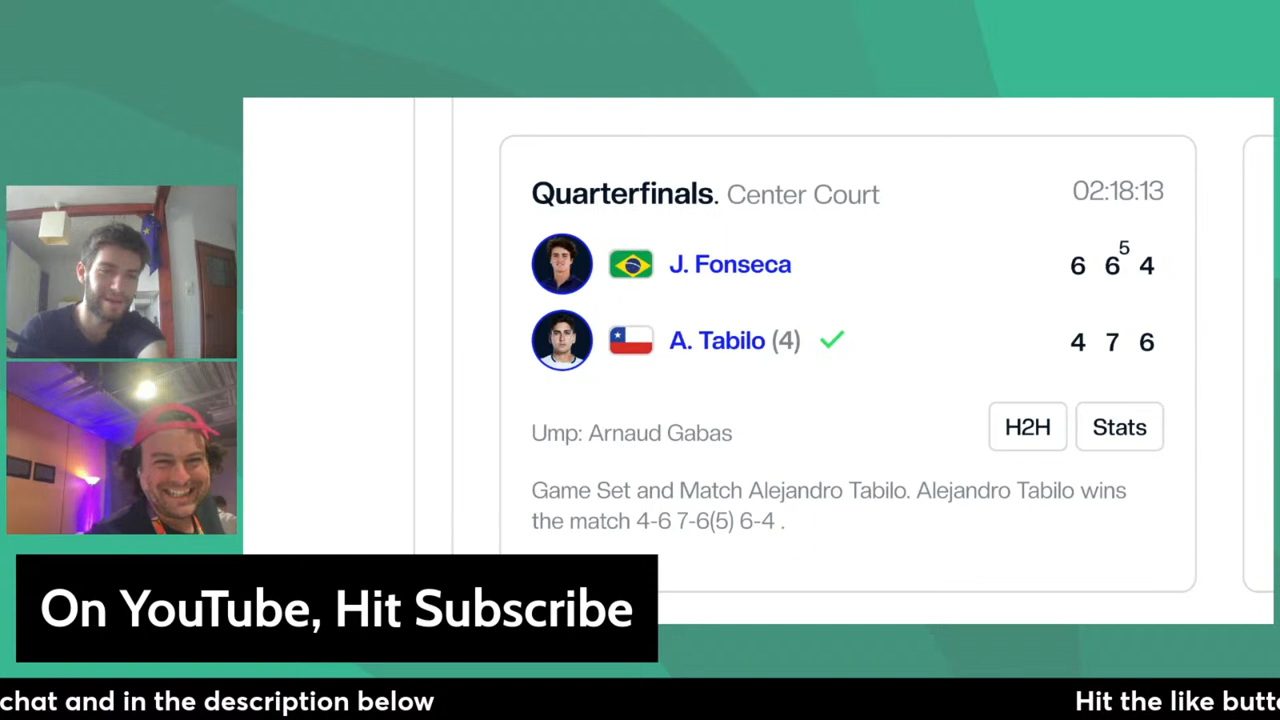 Quarterfinals. Center Court 02:18:13
J. Fonseca 6 6 5 4
A. Tabilo (4) 4 7 6
Ump: Arnaud Gabas H2H Stats
Game Set and Match Alejandro Tabilo. Alejandro Tabilo wins
the match 4-6 7-6(5) 6-4 .
On YouTube, Hit Subscribe
chat and in the description below Hit the like butt